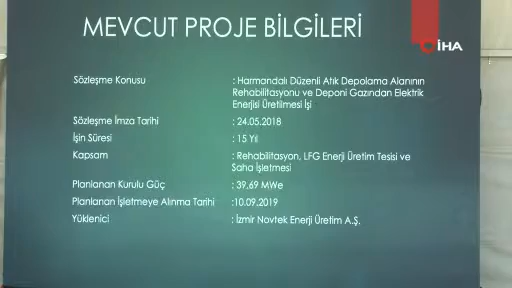 MEVCUT PROJE BİLGİLERİ
İHA
Sözleşme Konusu : Harmandalı Düzenli Atık Depolama Alanının
Rehabilitasyonu ve Deponi Gazından Elektrik
Enerjisi Üretilmesi İşi
Sözleşme İmza Tarihi : 24.05.2018
İşin Süresi : 15 Yıl
Kapsam : Rehabilitasyon, LFG Enerji Üretim Tesisi ve
Saha İşletmesi
Planlanan Kurulu Güç : 39,69 MWe
Planlanan İşletmeye Alınma Tarihi :10.09.2019
Yüklenici : İzmir Novtek Enerji Üretim A.Ş.